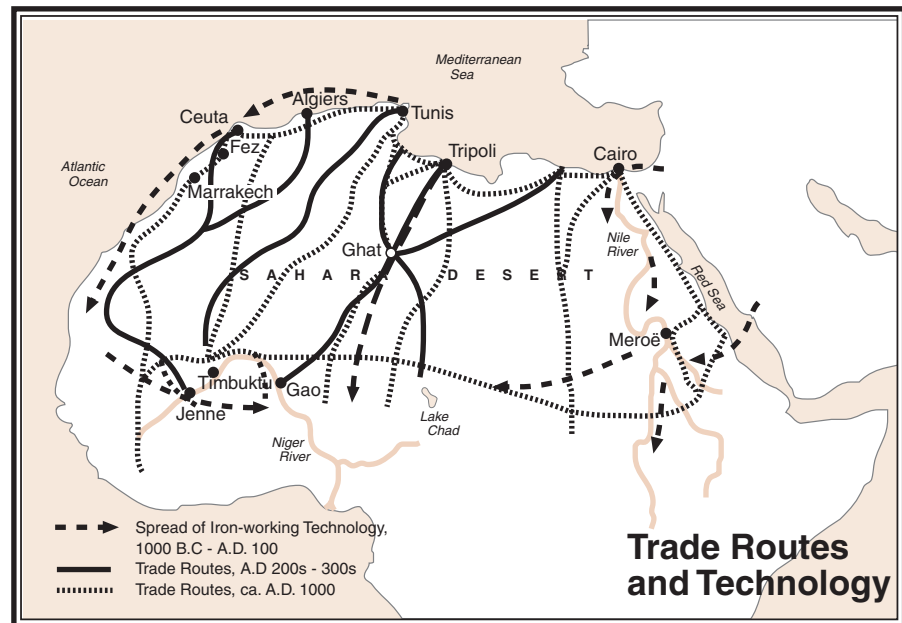 Mediterranean
Sea
Algiers
Ceuta
Tunis
Fez
Tripoli
Cairo
Atlantic
Ocean
Marrakech
Ghat
Nile
River
SAHARA DESERT
Red Sea
Meroë
Timbuktu
Gao
Jenne
Lake
Chad
Niger
River
Spread of Iron-working Technology,
1000 B.C - A.D. 100
Trade Routes, A.D 200s - 300s
Trade Routes, ca. A.D. 1000
Trade Routes
and Technology